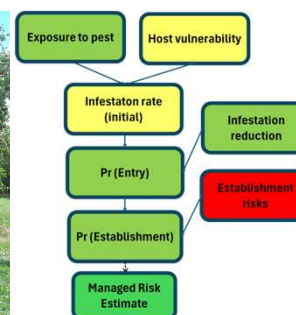 Exposure to pest
Host vulnerability
Infestaton rate
(initial)
Infestation
reduction
Pr (Entry)
Establishment
risks
Pr (Establishment)
Managed Risk
Estimate